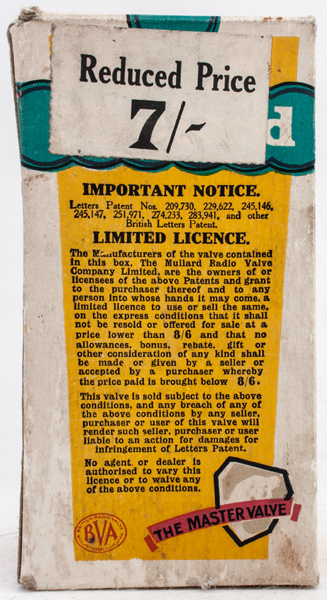 Reduced Price
7/-
d
IMPORTANT NOTICE.
Letters Patent Nos. 209,730, 229,622, 245,146,
245,147, 251,971, 274,233, 283,941, and other
British Letters Patent.
LIMITED LICENCE.
The Manufacturers of the valve contained
in this box, The Mullard Radio Valve
Company Limited, are the owners of or
licensees of the above Patents and grant
to the purchaser thereof and to any
person into whose hands it may come, a
limited licence to use or sell the same,
on the express conditions that it shall
not be resold or offered for sale at a
price lower than 8/6 and that no
allowances, bonus, rebate, gift or
other consideration of any kind shall
be made or given by a seller or
accepted by a purchaser whereby
the price paid is brought below 8/6.
This valve is sold subject to the above
conditions, and any breach of any of
the above conditions by any seller,
purchaser or user of this valve will
render such seller, purchaser or user
liable to an action for damages for
infringement of Letters Patent.
No agent or dealer is
authorised to vary this
licence or to waive any
of the above conditions.
BVA
THE MASTER VALVE